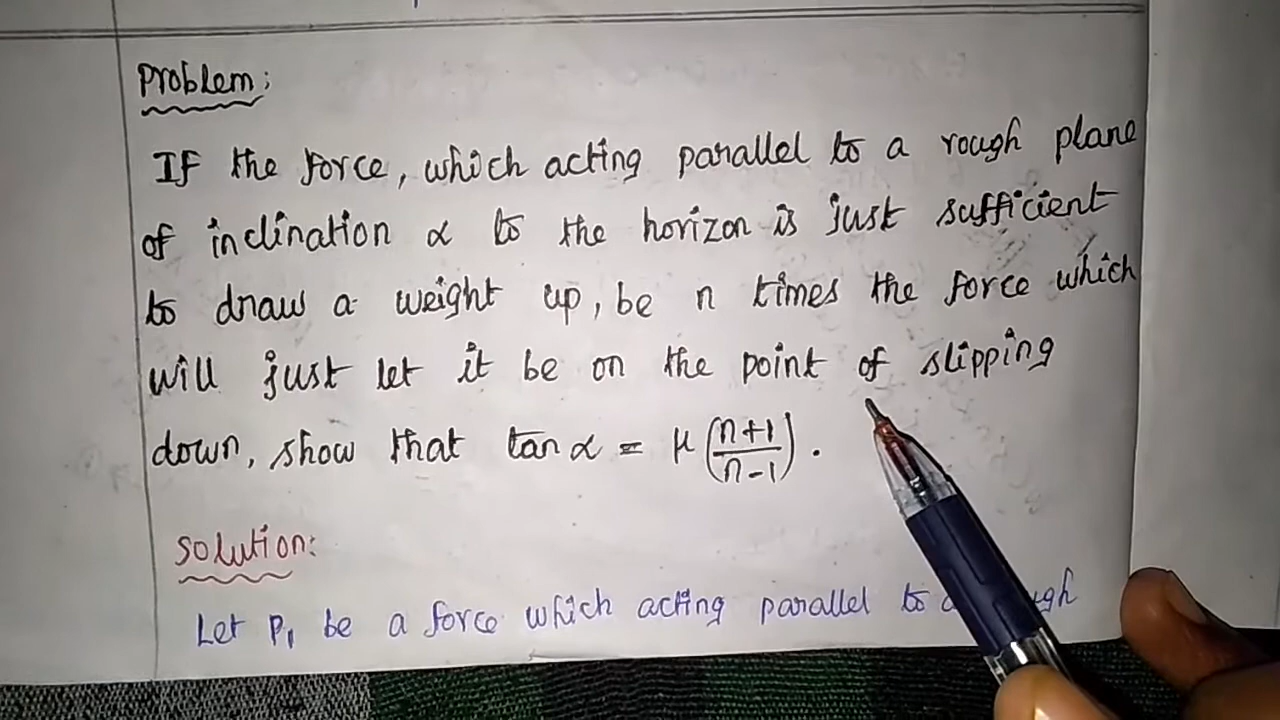 Problem:
If the force, which acting parallel to a rough plane
of inclination α to the horizon is just sufficient
to draw a weight up, be n times the force which
will just let it be on the point of slipping
down, show that tan α = μ (n+1/n-1).
Solution:
Let P₁ be a force which acting parallel to a